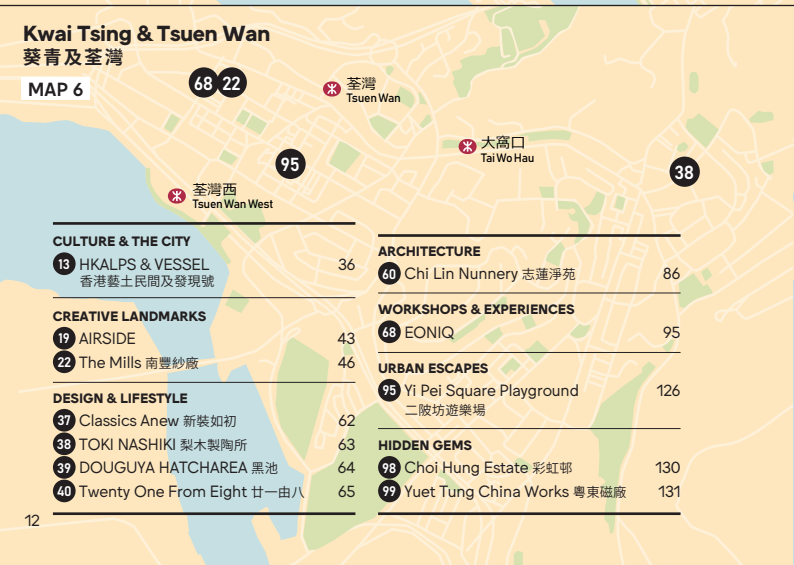 Kwai Tsing & Tsuen Wan
葵青及荃灣
MAP 6
68 22
荃灣
Tsuen Wan
大窩口
Tai Wo Hau
95
38
荃灣西
Tsuen Wan West
CULTURE & THE CITY
13 HKALPS & VESSEL 36
香港藝土民間及發現號
CREATIVE LANDMARKS
19 AIRSIDE 43
22 The Mills 南豐紗廠 46
DESIGN & LIFESTYLE
37 Classics Anew 新裝如初 62
38 TOKI NASHIKI 梨木製陶所 63
39 DOUGUYA HATCHAREA 黑池 64
40 Twenty One From Eight 廿一由八 65
ARCHITECTURE
60 Chi Lin Nunnery 志蓮淨苑 86
WORKSHOPS & EXPERIENCES
68 EONIQ 95
URBAN ESCAPES
95 Yi Pei Square Playground 126
二陂坊遊樂場
HIDDEN GEMS
98 Choi Hung Estate 彩虹邨 130
99 Yuet Tung China Works 粵東磁廠 131
12